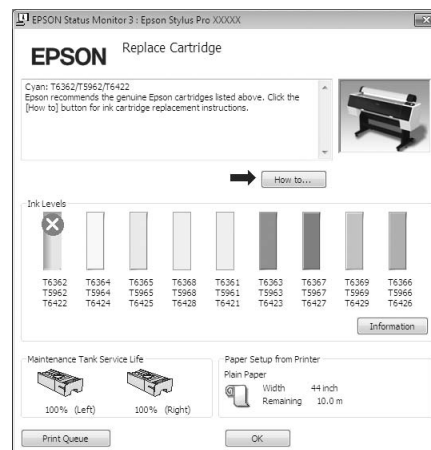 EPSON Status Monitor 3 : Epson Stylus Pro XXXXX
EPSON
Replace Cartridge
Cyan: T6362/T5962/T6422
Epson recommends the genuine Epson cartridges listed above. Click the
[How to] button for ink cartridge replacement instructions.
How to...
Ink Levels
T6362 T6364 T6365 T6368 T6361 T6363 T6367 T6369 T6366
T5962 T5964 T5965 T5968 T5961 T5963 T5967 T5969 T5966
T6422 T6424 T6425 T6428 T6421 T6423 T6427 T6429 T6426
Information
Maintenance Tank Service Life
100% (Left) 100% (Right)
Paper Setup from Printer
Plain Paper
Width 44 inch
Remaining 10.0 m
Print Queue
OK